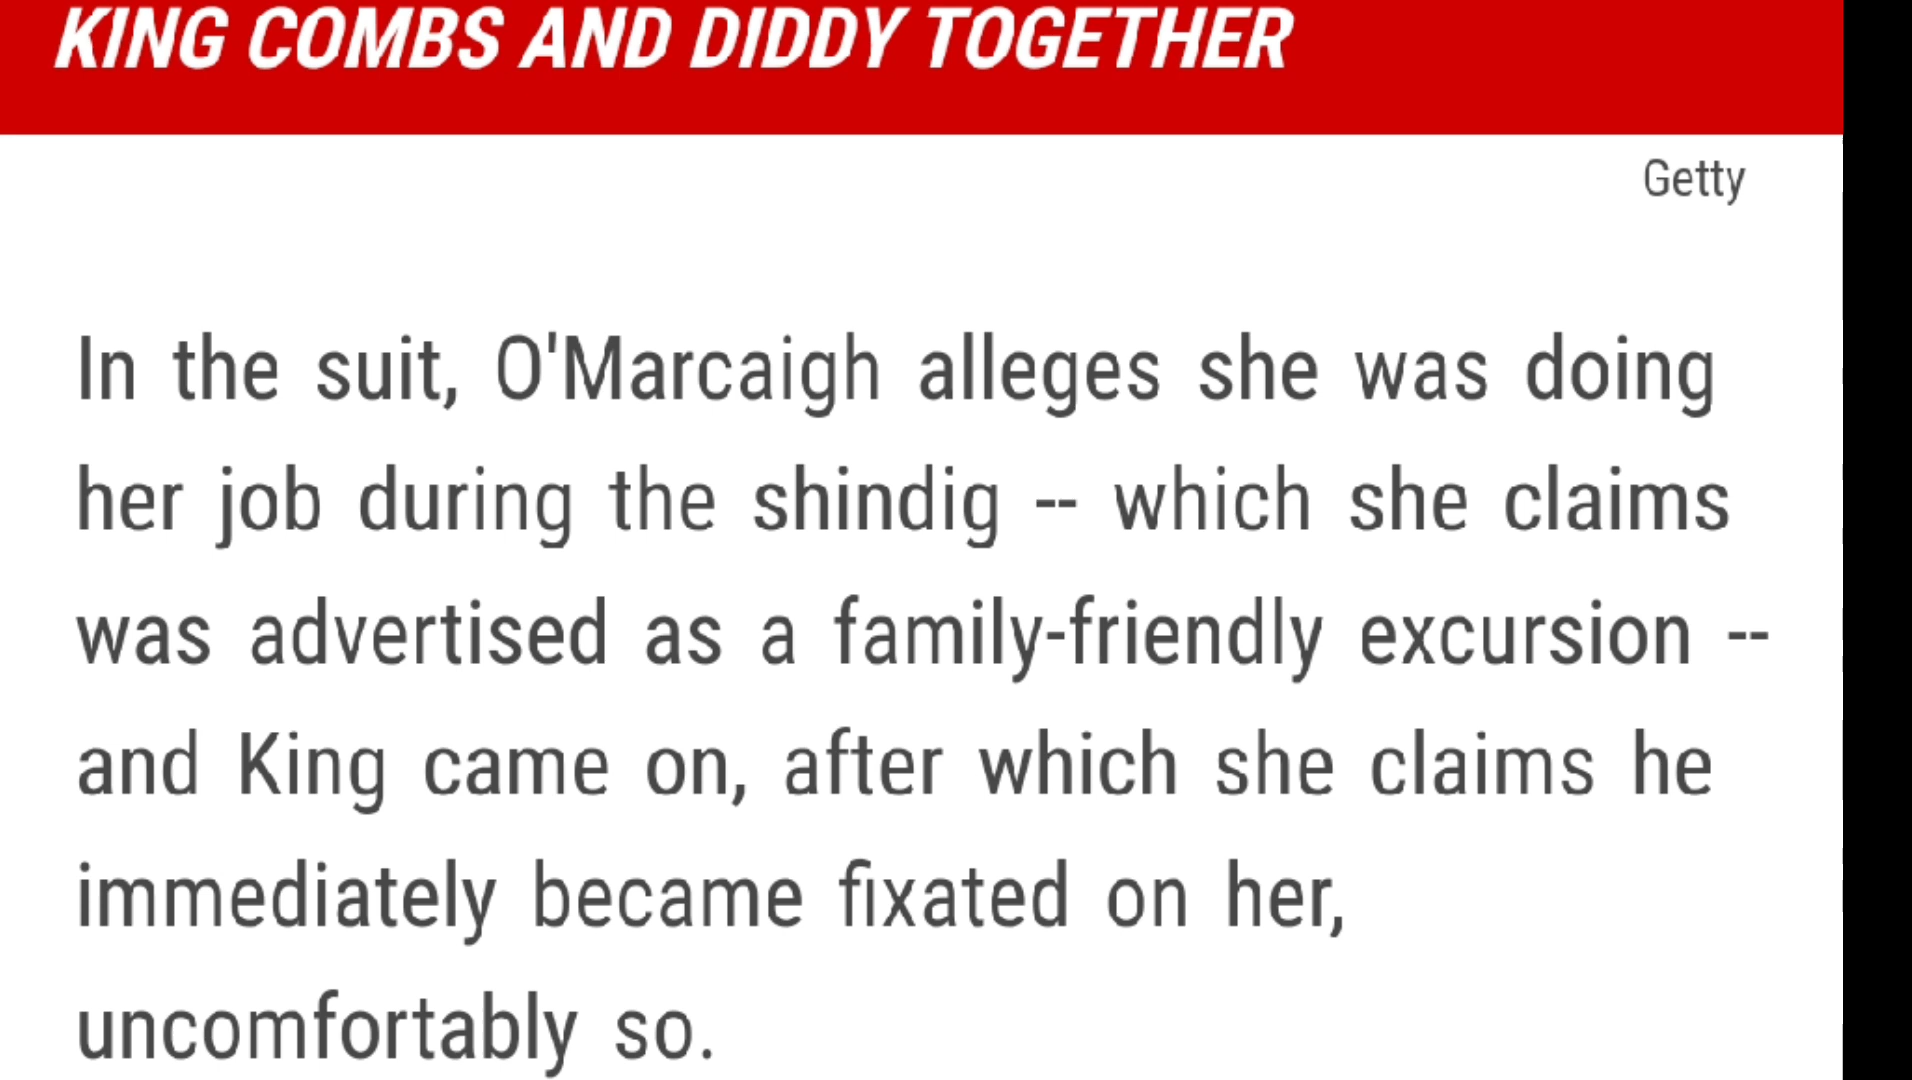 KING COMBS AND DIDDY TOGETHER
Getty
In the suit, O'Marcaigh alleges she was doing
her job during the shindig -- which she claims
was advertised as a family-friendly excursion --
and King came on, after which she claims he
immediately became fixated on her,
uncomfortably so.